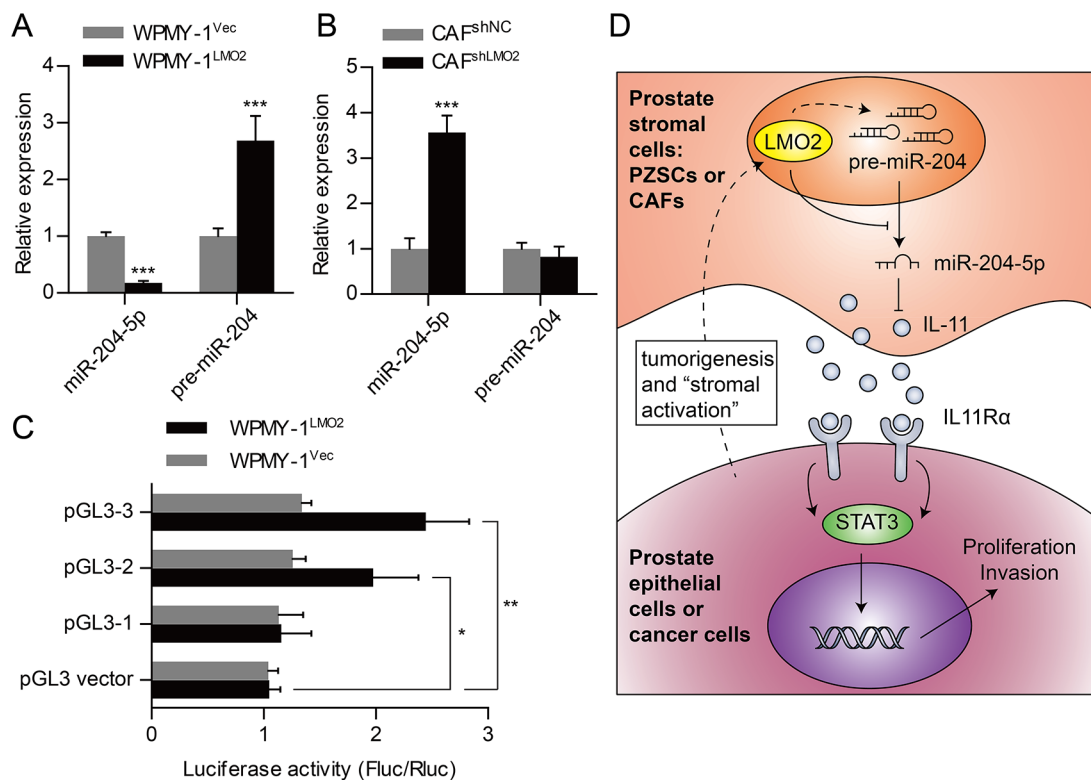 A
WPMY-1Vec
WPMY-1LMO2
Relative expression
4
3
2
1
0
***
***
miR-204-5p
pre-miR-204
B
CAFshNC
CAFshLMO2
Relative expression
5
4
3
2
1
0
***
miR-204-5p
pre-miR-204
C
WPMY-1LMO2
WPMY-1Vec
pGL3-3
pGL3-2
pGL3-1
pGL3 vector
*
**
0
1
2
3
Luciferase activity (Fluc/Rluc)
D
Prostate
stromal
cells:
PZSCs or
CAFs
LMO2
pre-miR-204
miR-204-5p
IL-11
tumorigenesis
and “stromal
activation”
IL11Rα
STAT3
Prostate
epithelial
cells or
cancer cells
Proliferation
Invasion